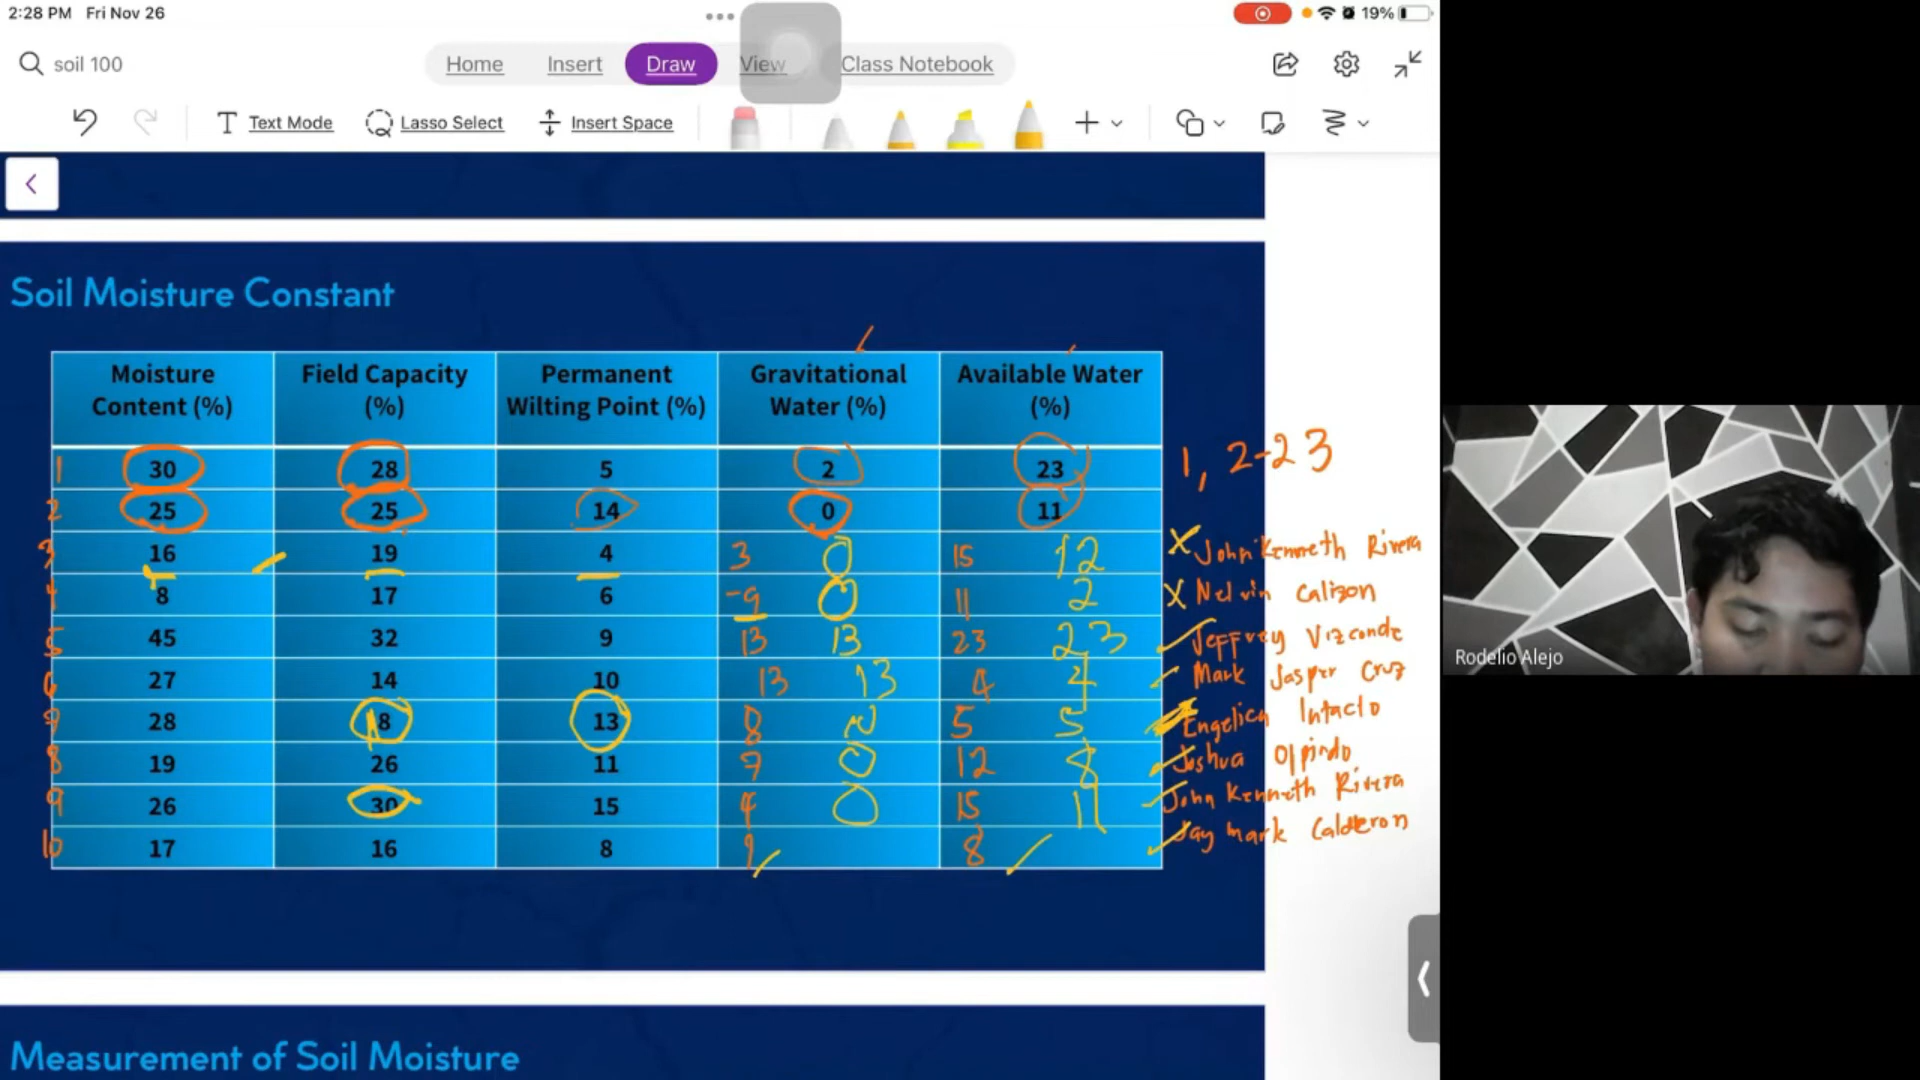 2:28 PM Fri Nov 26
19%
soil 100
Home Insert Draw View Class Notebook
Text Mode Lasso Select Insert Space
Soil Moisture Constant
Moisture Content (%) Field Capacity (%) Permanent Wilting Point (%) Gravitational Water (%) Available Water (%)
1 30 28 5 2 23 1, 2-23
2 25 25 14 0 11
3 16 19 4 3 0 15 12 x John Kenneth Rivera
4 8 17 6 -9 0 11 2 x Nelvin Calizon
5 45 32 9 13 13 23 23 Jeffrey Vizconde
6 27 14 10 13 13 4 4 Mark Jasper Cruz
7 28 18 13 5 5 Engelica Intacto
8 19 26 11 7 0 12 8 Joshua
9 26 30 15 4 0 15 11 John Kenneth Rivera
10 17 16 8 1 8 Jay mark Calderon
Rodelio Alejo
Measurement of Soil Moisture